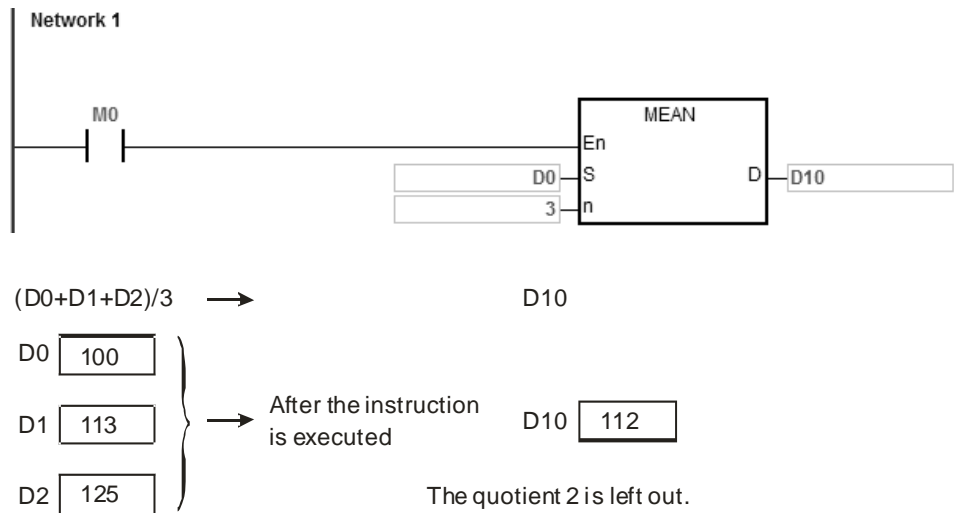 Network 1
M0
MEAN
En
D0 S D D10
3 n
(D0+D1+D2)/3 D10
D0 100
After the instruction
D1 113 D10 112
is executed
D2 125 The quotient 2 is left out.